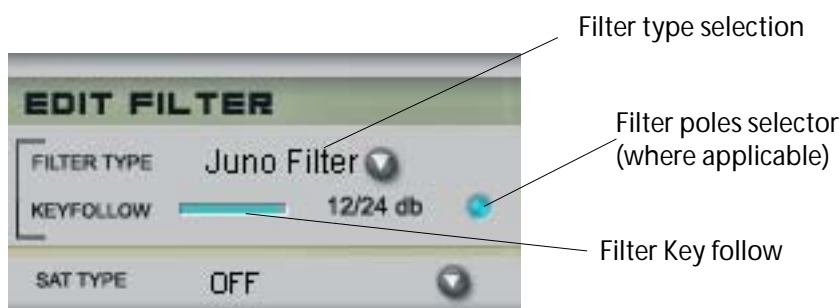 Filter type selection
EDIT FILTER
FILTER TYPE Juno Filter
Filter poles selector
(where applicable)
KEYFOLLOW 12/24 db
Filter Key follow
SAT TYPE OFF